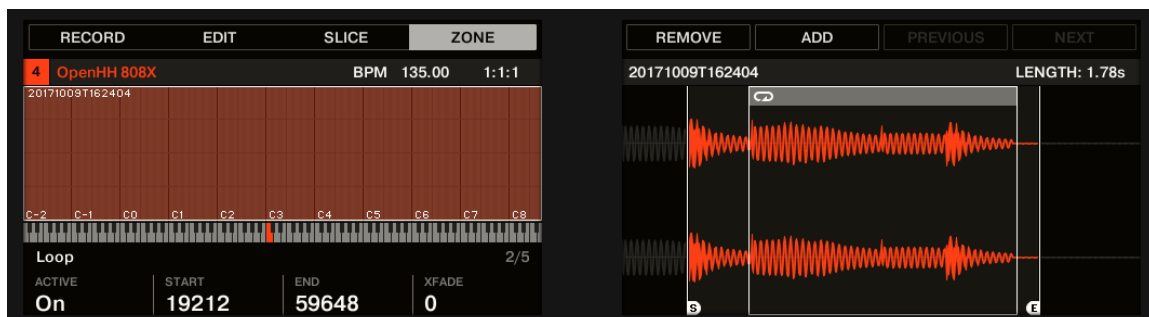 RECORD EDIT SLICE ZONE
4 OpenHH 808X BPM 135.00 1:1:1
20171009T162404
C-2 C-1 C0 C1 C2 C3 C4 C5 C6 C7 C8
Loop 2/5
ACTIVE START END XFADE
On 19212 59648 0
REMOVE ADD PREVIOUS NEXT
20171009T162404 LENGTH: 1.78s
S E